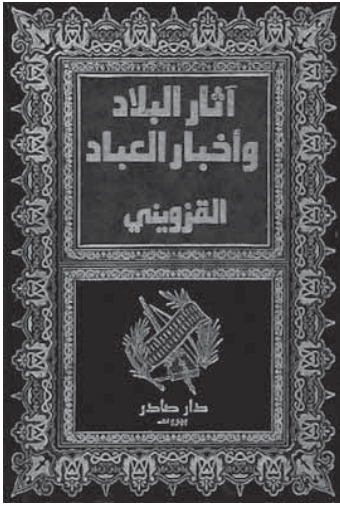 آثار البلاد
وأخبار العباد
القزويني
دار صادر
بيروت